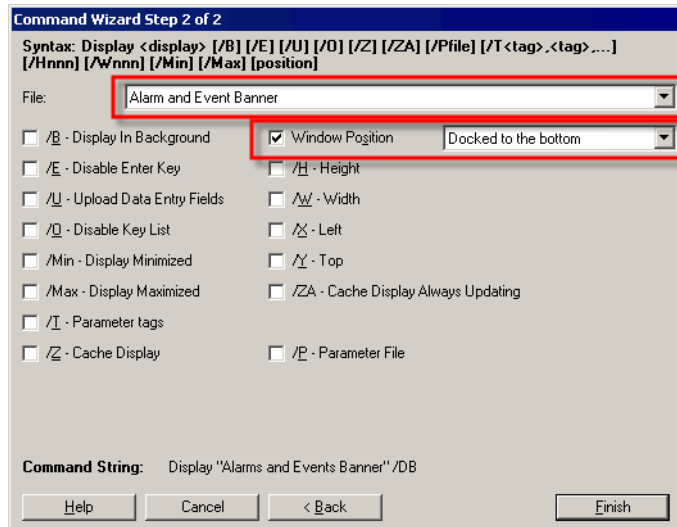 Command Wizard Step 2 of 2
Syntax: Display <display> [/B] [/E] [/U] [/O] [/Z] [/ZA] [/Pfile] [/T<tag>,<tag>,...]
[/Hnnn] [/Wnnn] [/Min] [/Max] [position]
File: Alarm and Event Banner
/B - Display In Background
Window Position Docked to the bottom
/E - Disable Enter Key
/H - Height
/U - Upload Data Entry Fields
/W - Width
/O - Disable Key List
/X - Left
/Min - Display Minimized
/Y - Top
/Max - Display Maximized
/ZA - Cache Display Always Updating
/T - Parameter tags
/Z - Cache Display
/P - Parameter File
Command String: Display "Alarms and Events Banner" /DB
Help Cancel < Back Finish